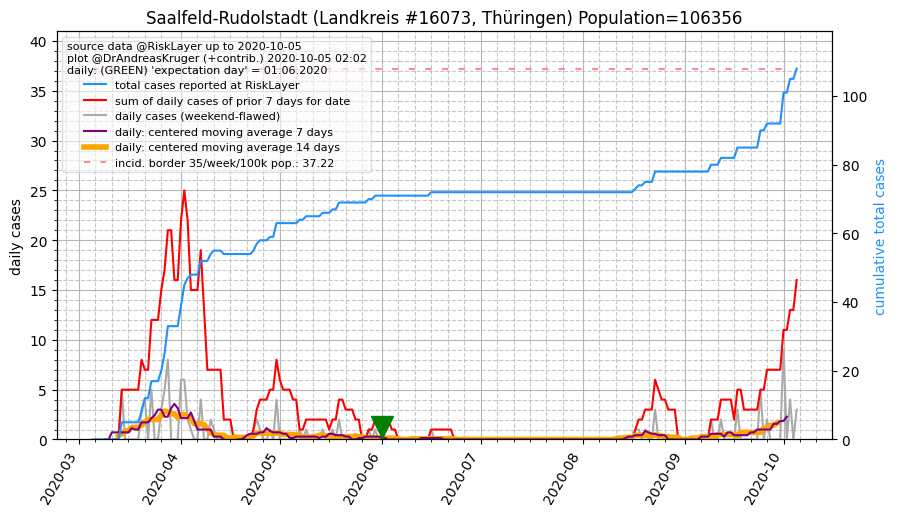 Saalfeld-Rudolstadt (Landkreis #16073, Thüringen) Population=106356
source data @RiskLayer up to 2020-10-05
plot @DrAndreasKruger (+contrib.) 2020-10-05 02:02
daily: (GREEN) 'expectation day' = 01.06.2020
total cases reported at RiskLayer
sum of daily cases of prior 7 days for date
daily cases (weekend-flawed)
daily: centered moving average 7 days
daily: centered moving average 14 days
incid. border 35/week/100k pop.: 37.22
daily cases
40
35
30
25
20
15
10
5
0
cumulative total cases
100
80
60
40
20
0
2020-03
2020-04
2020-05
2020-06
2020-07
2020-08
2020-09
2020-10